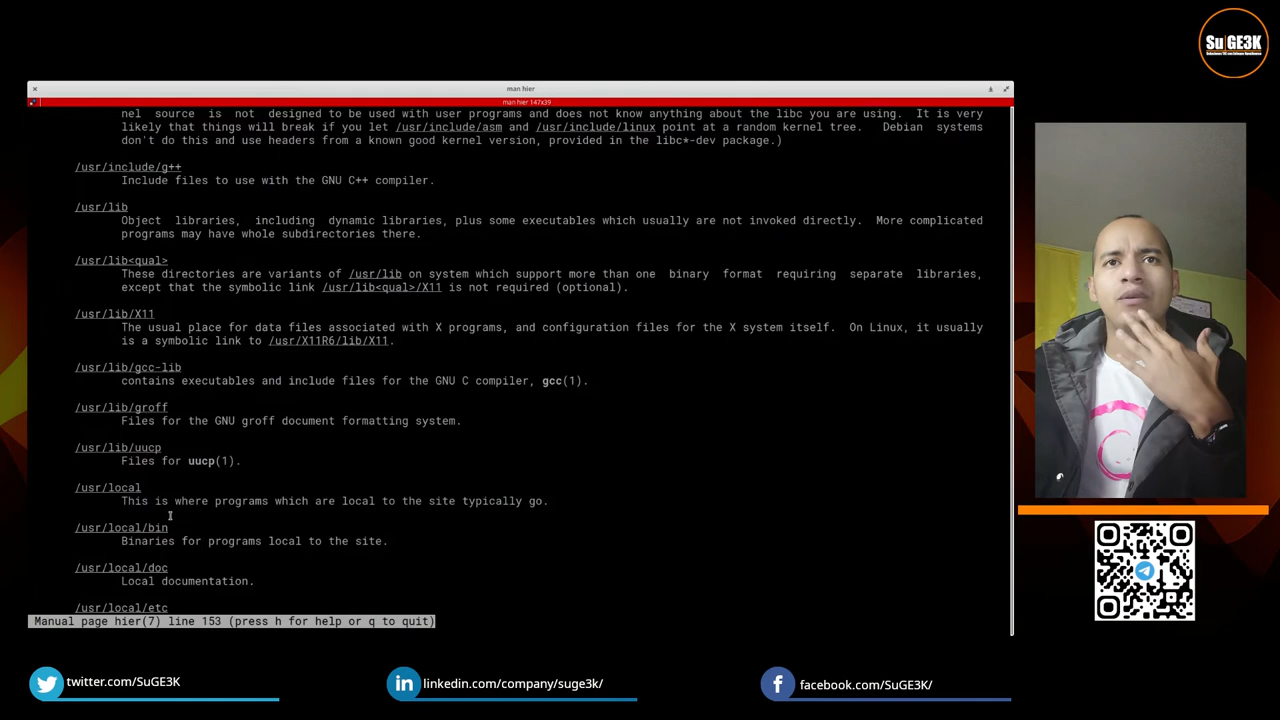 SuGE3K
man hier
man hier 147x39
nel source is not designed to be used with user programs and does not know anything about the libc you are using. It is very
likely that things will break if you let /usr/include/asm and /usr/include/linux point at a random kernel tree. Debian systems
don't do this and use headers from a known good kernel version, provided in the libc*-dev package.)
/usr/include/g++
Include files to use with the GNU C++ compiler.
/usr/lib
Object libraries, including dynamic libraries, plus some executables which usually are not invoked directly. More complicated
programs may have whole subdirectories there.
/usr/lib<qual>
These directories are variants of /usr/lib on system which support more than one binary format requiring separate libraries,
except that the symbolic link /usr/lib<qual>/X11 is not required (optional).
/usr/lib/X11
The usual place for data files associated with X programs, and configuration files for the X system itself. On Linux, it usually
is a symbolic link to /usr/X11R6/lib/X11.
/usr/lib/gcc-lib
contains executables and include files for the GNU C compiler, gcc(1).
/usr/lib/groff
Files for the GNU groff document formatting system.
/usr/lib/uucp
Files for uucp(1).
/usr/local
This is where programs which are local to the site typically go.
/usr/local/bin
Binaries for programs local to the site.
/usr/local/doc
Local documentation.
/usr/local/etc
Manual page hier(7) line 153 (press h for help or q to quit)
twitter.com/SuGE3K
linkedin.com/company/suge3k/
facebook.com/SuGE3K/